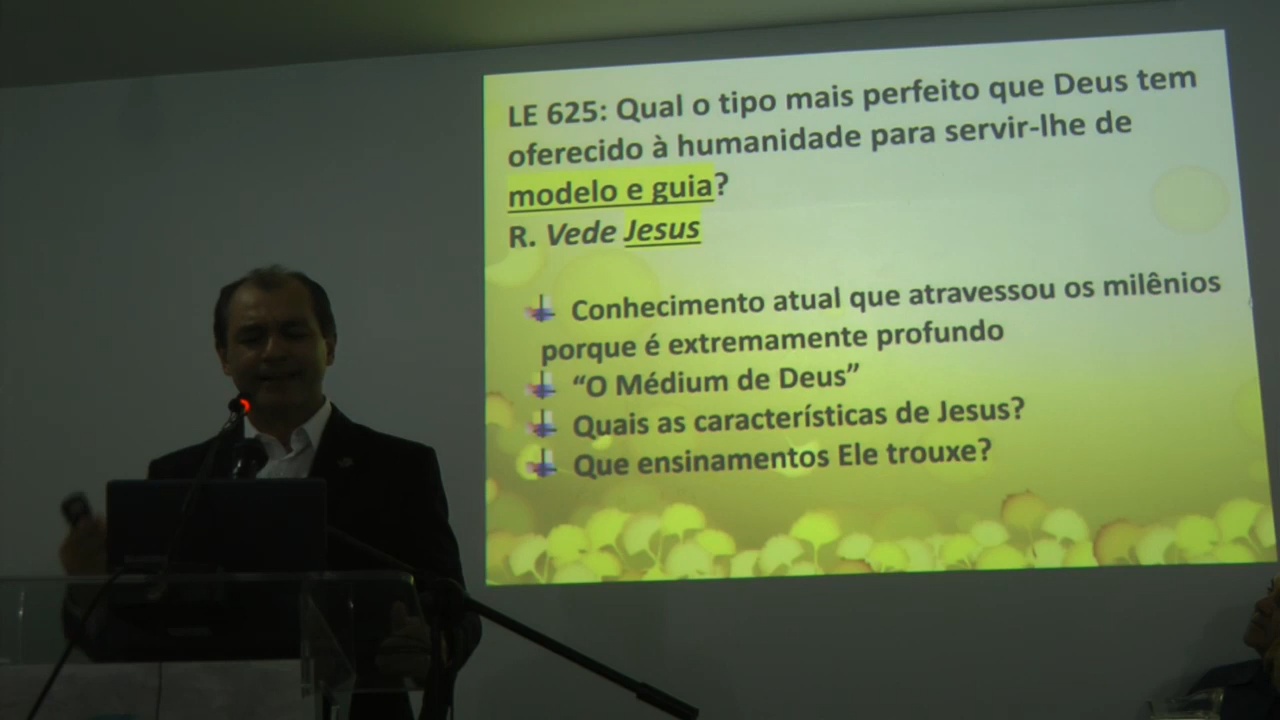 LE 625: Qual o tipo mais perfeito que Deus tem
oferecido à humanidade para servir-lhe de
modelo e guia?
R. Vede Jesus
Conhecimento atual que atravessou os milênios
porque é extremamente profundo
“O Médium de Deus”
Quais as características de Jesus?
Que ensinamentos Ele trouxe?